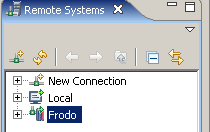 Remote Systems
New Connection
Local
Frodo